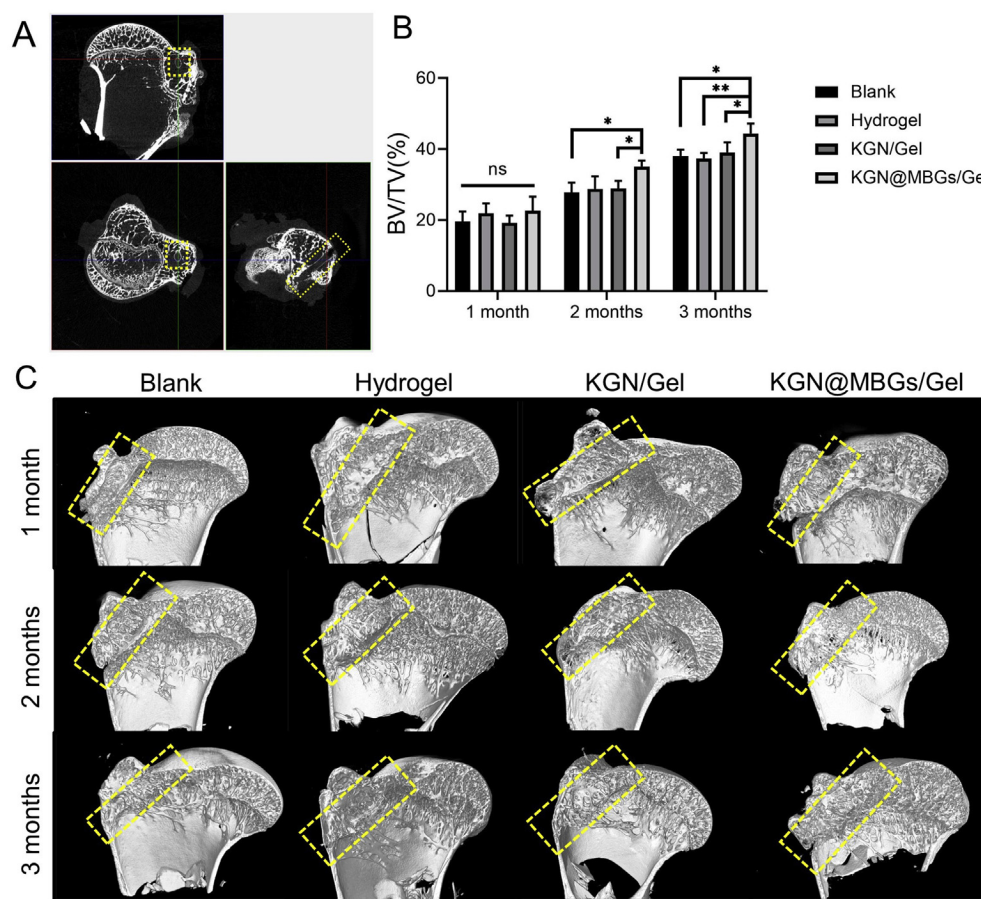 A
B
60
40
20
0
BV/TV(%)
ns
*
*
*
**
*
1 month
2 months
3 months
Blank
Hydrogel
KGN/Gel
KGN@MBGs/Gel
C
Blank
Hydrogel
KGN/Gel
KGN@MBGs/Gel
1 month
2 months
3 months